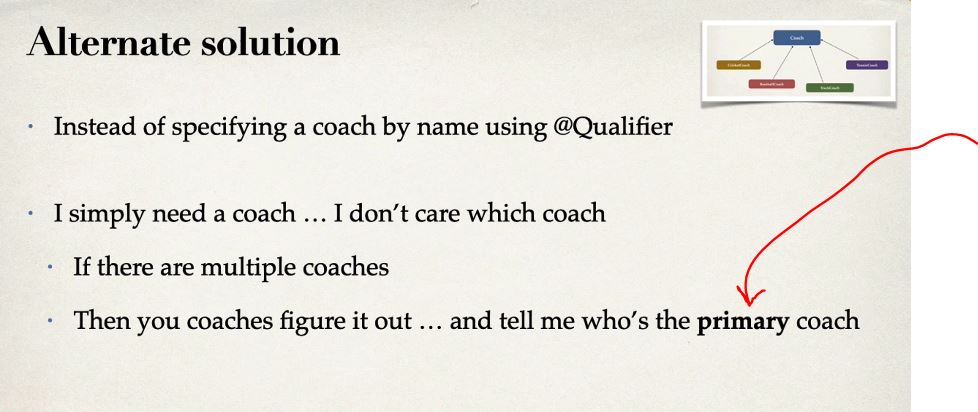 Alternate solution
Coach
CricketCoach
TennisCoach
BaseballCoach
TrackCoach
• Instead of specifying a coach by name using @Qualifier
• I simply need a coach … I don’t care which coach
• If there are multiple coaches
• Then you coaches figure it out … and tell me who’s the primary coach